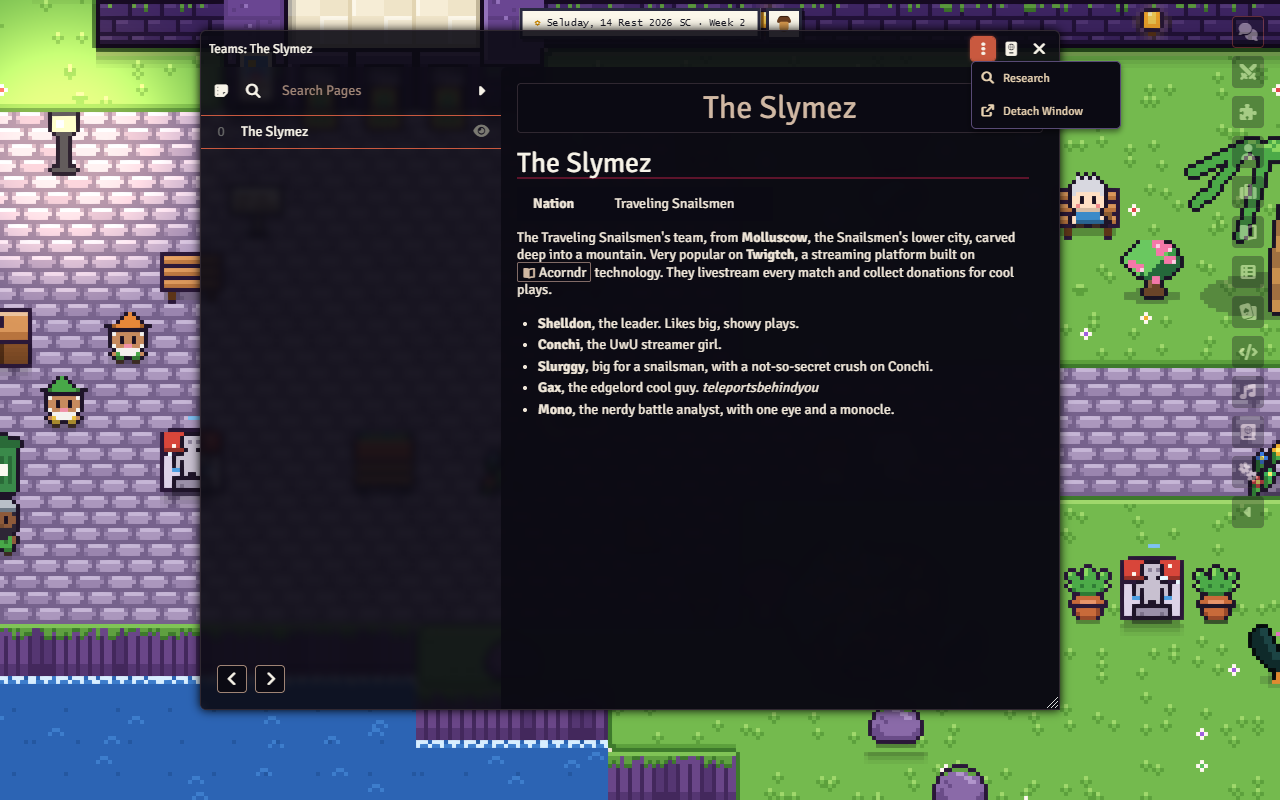 Seluday, 14 Rest 2026 SC · Week 2
Teams: The Slymez
Research
Detach Window
Search Pages
0 The Slymez
The Slymez
The Slymez
Nation Traveling Snailsmen
The Traveling Snailsmen's team, from Molluscow, the Snailsmen's lower city, carved
deep into a mountain. Very popular on Twigtch, a streaming platform built on
Acorndr technology. They livestream every match and collect donations for cool
plays.
• Shelldon, the leader. Likes big, showy plays.
• Conchi, the UwU streamer girl.
• Slurggy, big for a snailsman, with a not-so-secret crush on Conchi.
• Gax, the edgelord cool guy. teleportsbehindyou
• Mono, the nerdy battle analyst, with one eye and a monocle.